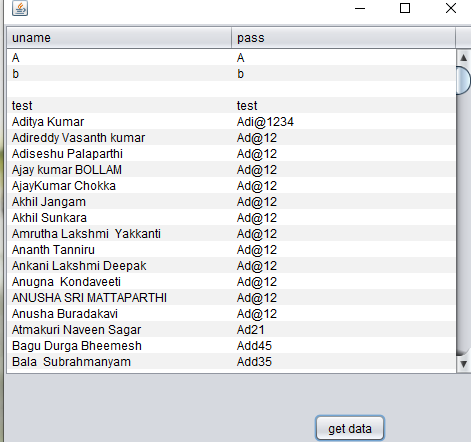 uname pass
A A
b b
test test
Aditya Kumar Adi@1234
Adireddy Vasanth kumar Ad@12
Adiseshu Palaparthi Ad@12
Ajay kumar BOLLAM Ad@12
AjayKumar Chokka Ad@12
Akhil Jangam Ad@12
Akhil Sunkara Ad@12
Amrutha Lakshmi  Yakkanti Ad@12
Ananth Tanniru Ad@12
Ankani Lakshmi Deepak Ad@12
Anugna  Kondaveeti Ad@12
ANUSHA SRI MATTAPARTHI Ad@12
Anusha Buradakavi Ad@12
Atmakuri Naveen Sagar Ad21
Bagu Durga Bheemesh Add45
Bala  Subrahmanyam Add35
get data